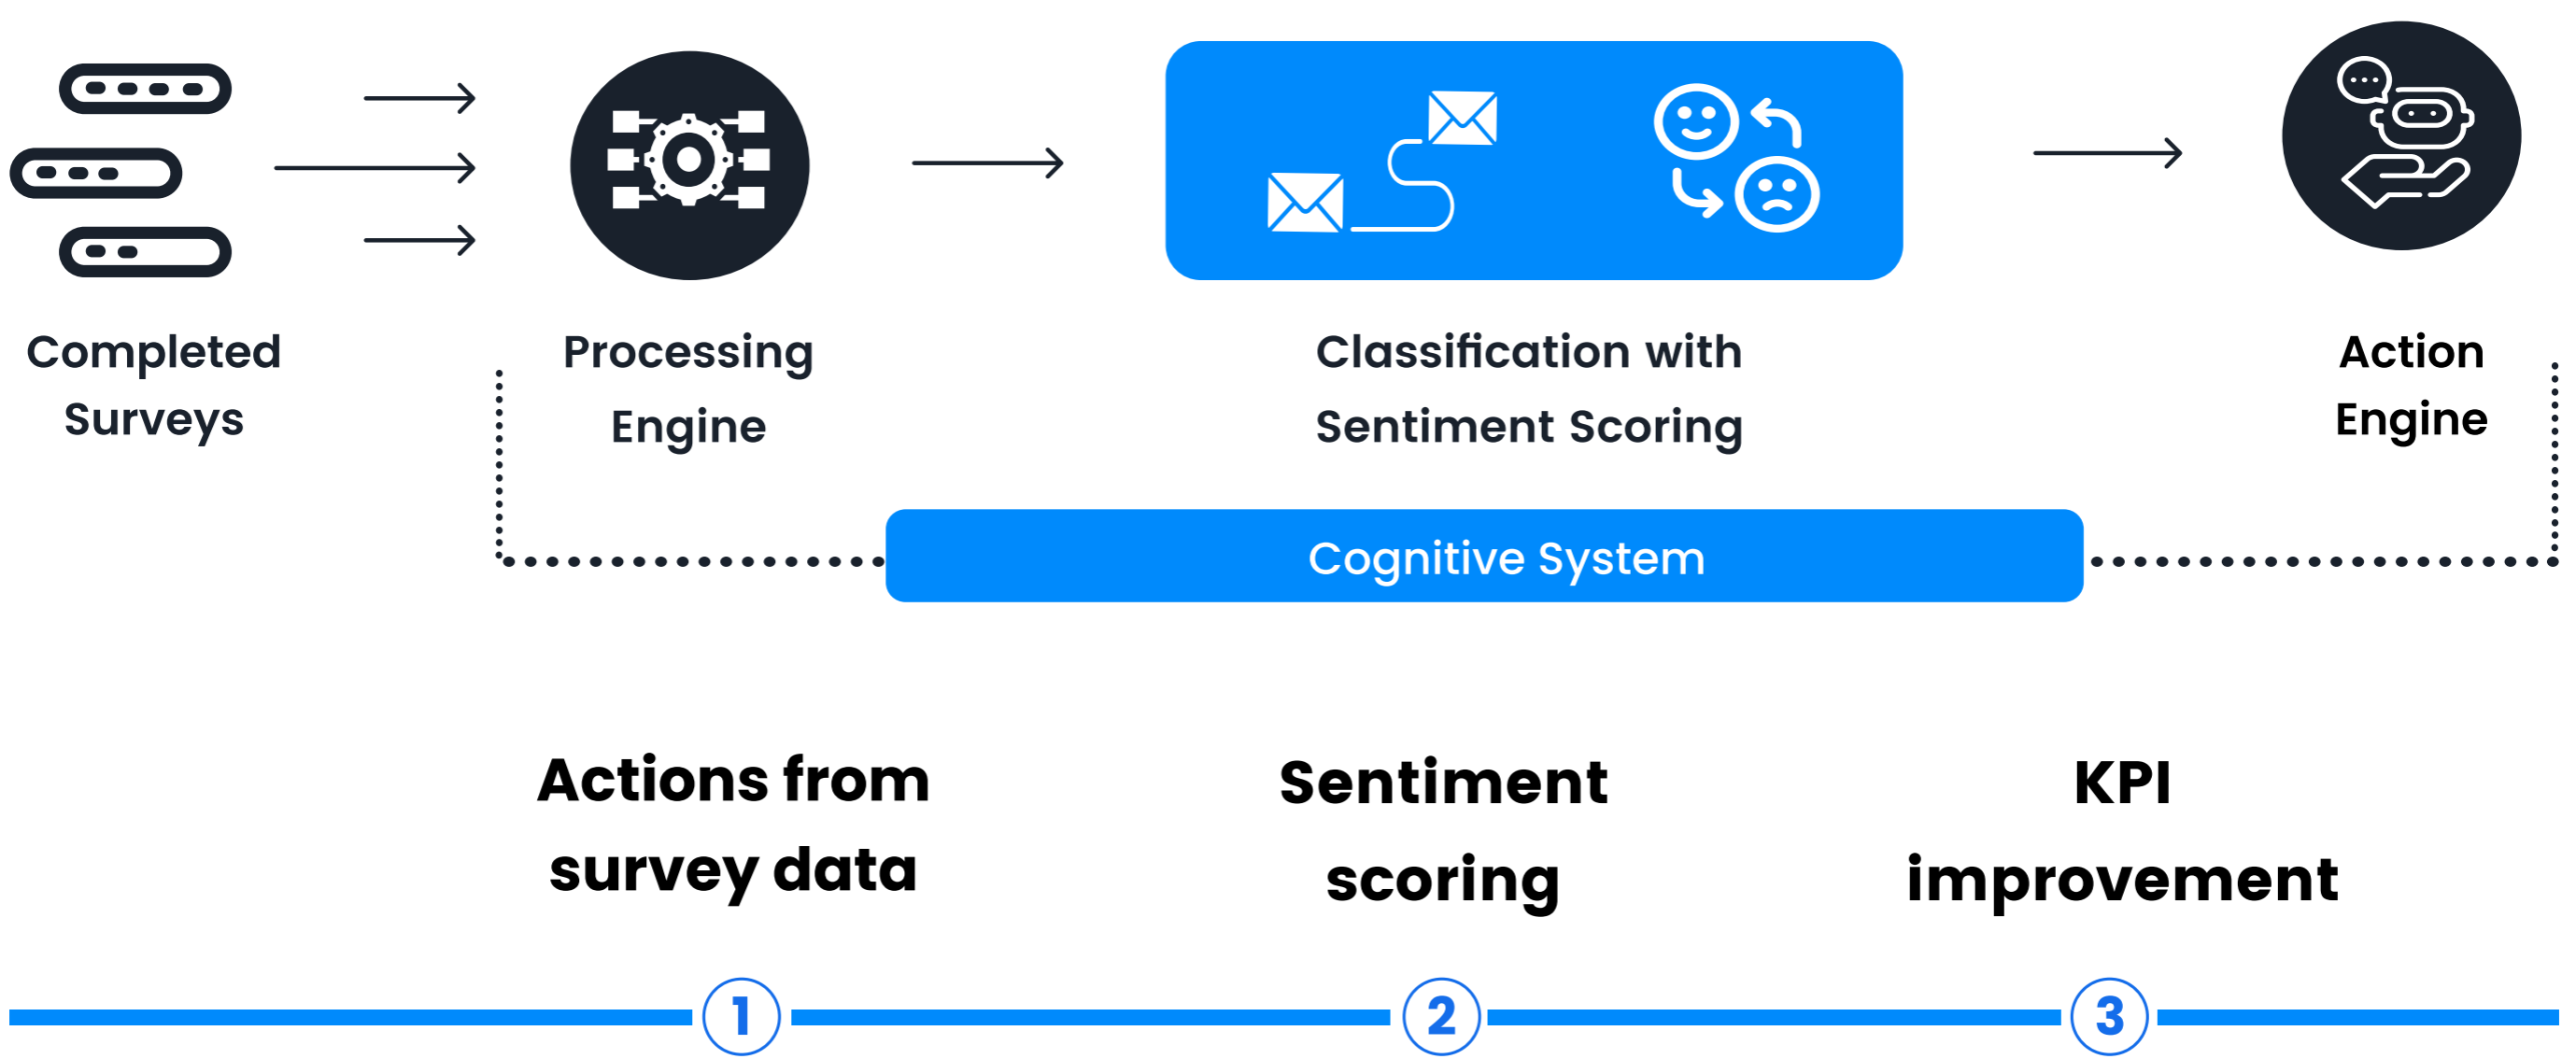 Completed
Surveys
Processing
Engine
Classification with
Sentiment Scoring
Action
Engine
Cognitive System
Actions from
survey data
Sentiment
scoring
KPI
improvement
1
2
3